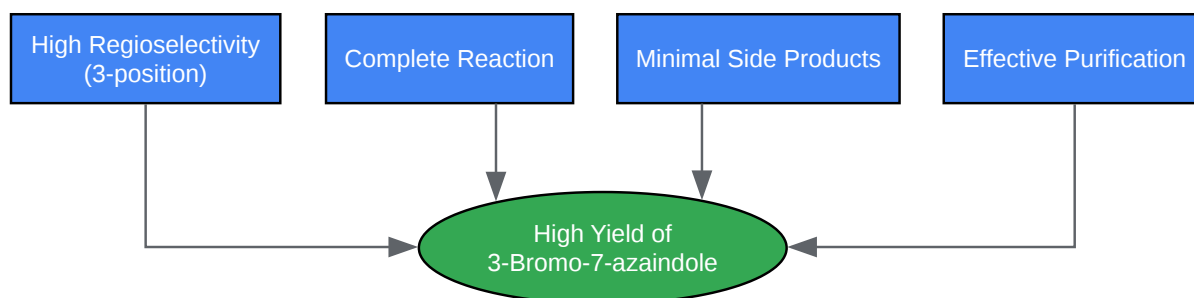 High Regioselectivity
(3-position)
Complete Reaction
Minimal Side Products
Effective Purification
High Yield of
3-Bromo-7-azaindole